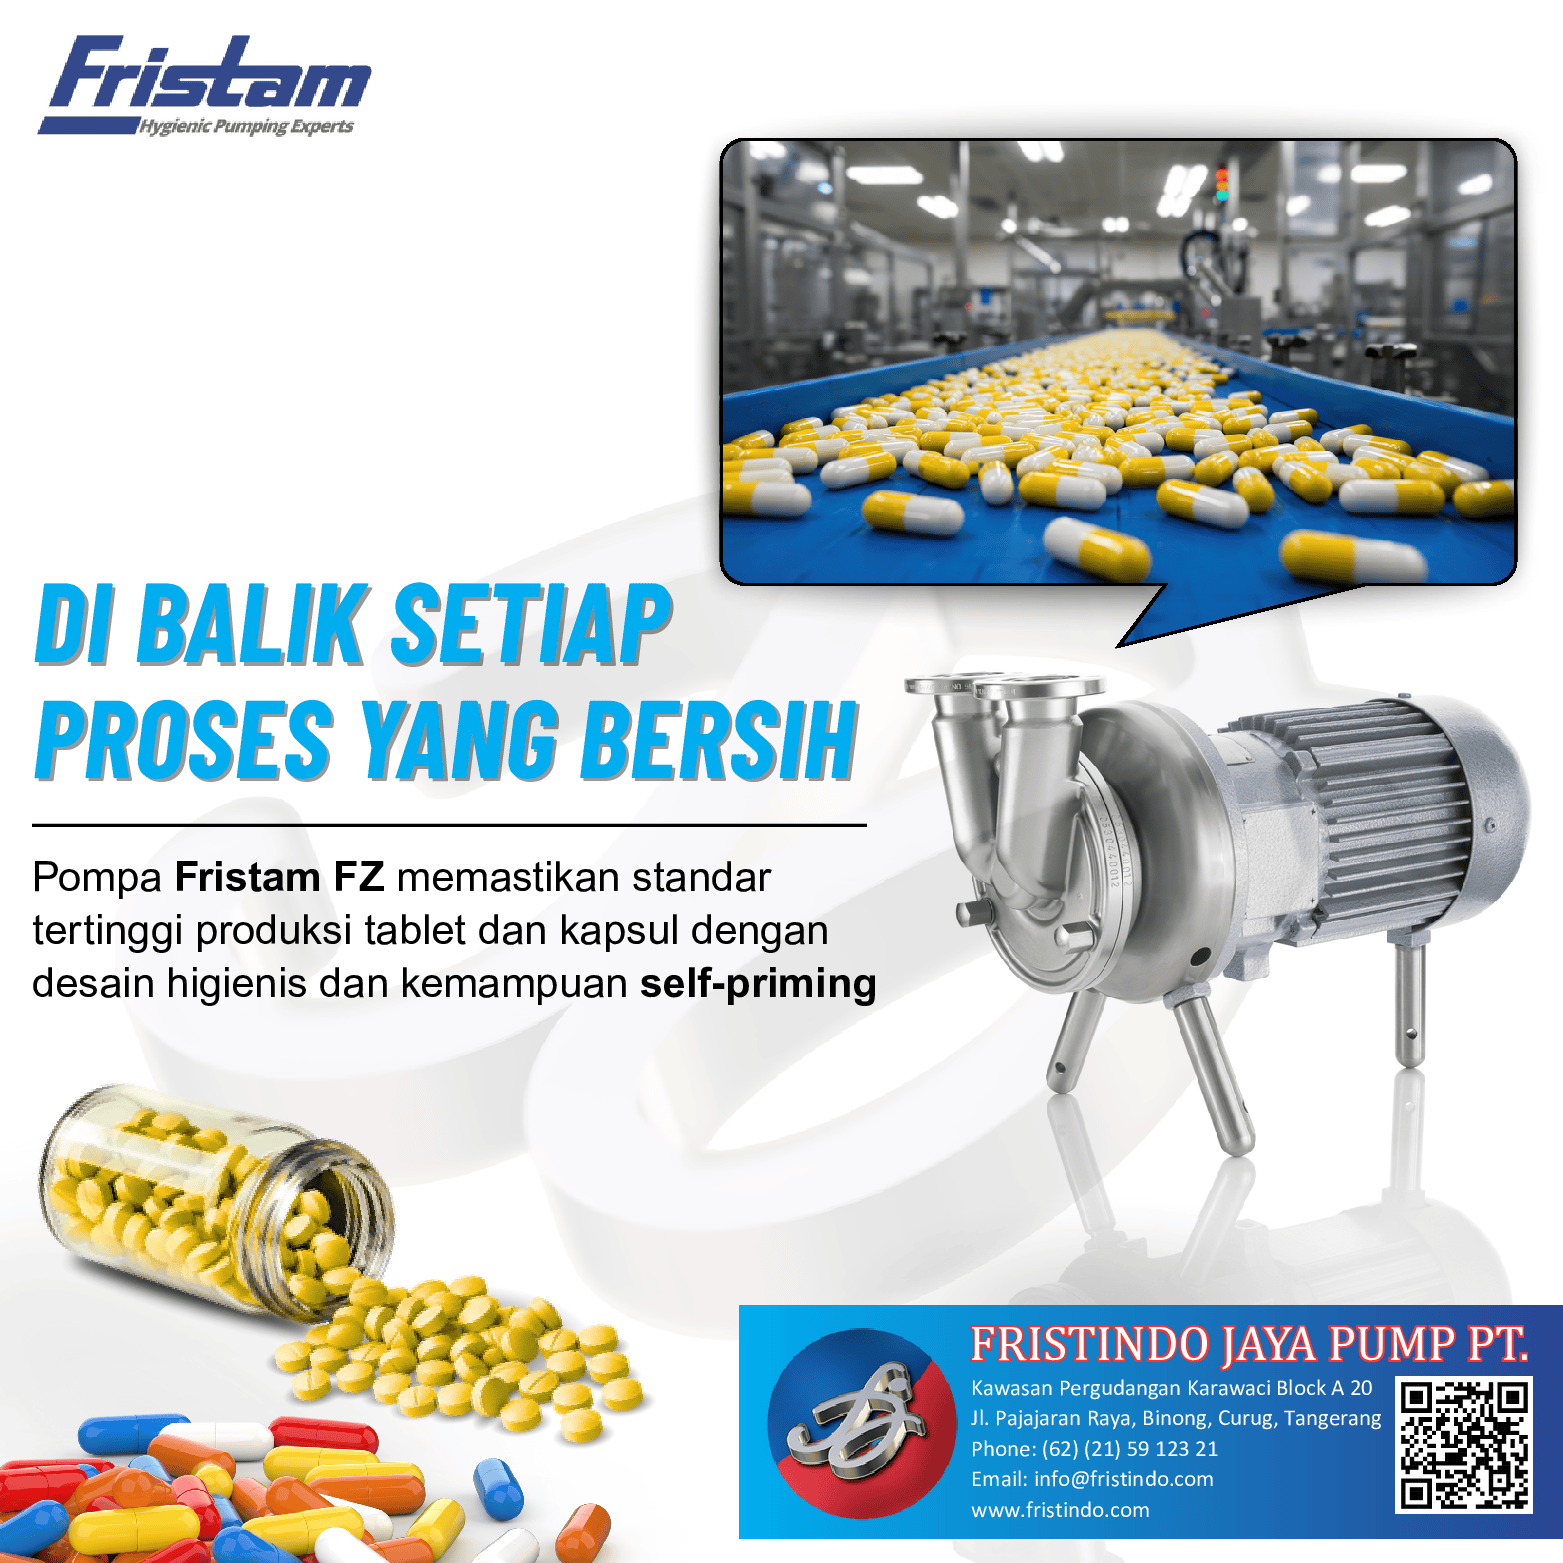 Fristam
Hygienic Pumping Experts
DI BALIK SETIAP
PROSES YANG BERSIH
Pompa Fristam FZ memastikan standar
tertinggi produksi tablet dan kapsul dengan
desain higienis dan kemampuan self-priming
FRISTINDO JAYA PUMP PT.
Kawasan Pergudangan Karawaci Block A 20
Jl. Pajajaran Raya, Binong, Curug, Tangerang
Phone: (62) (21) 59 123 21
Email: info@fristindo.com
www.fristindo.com